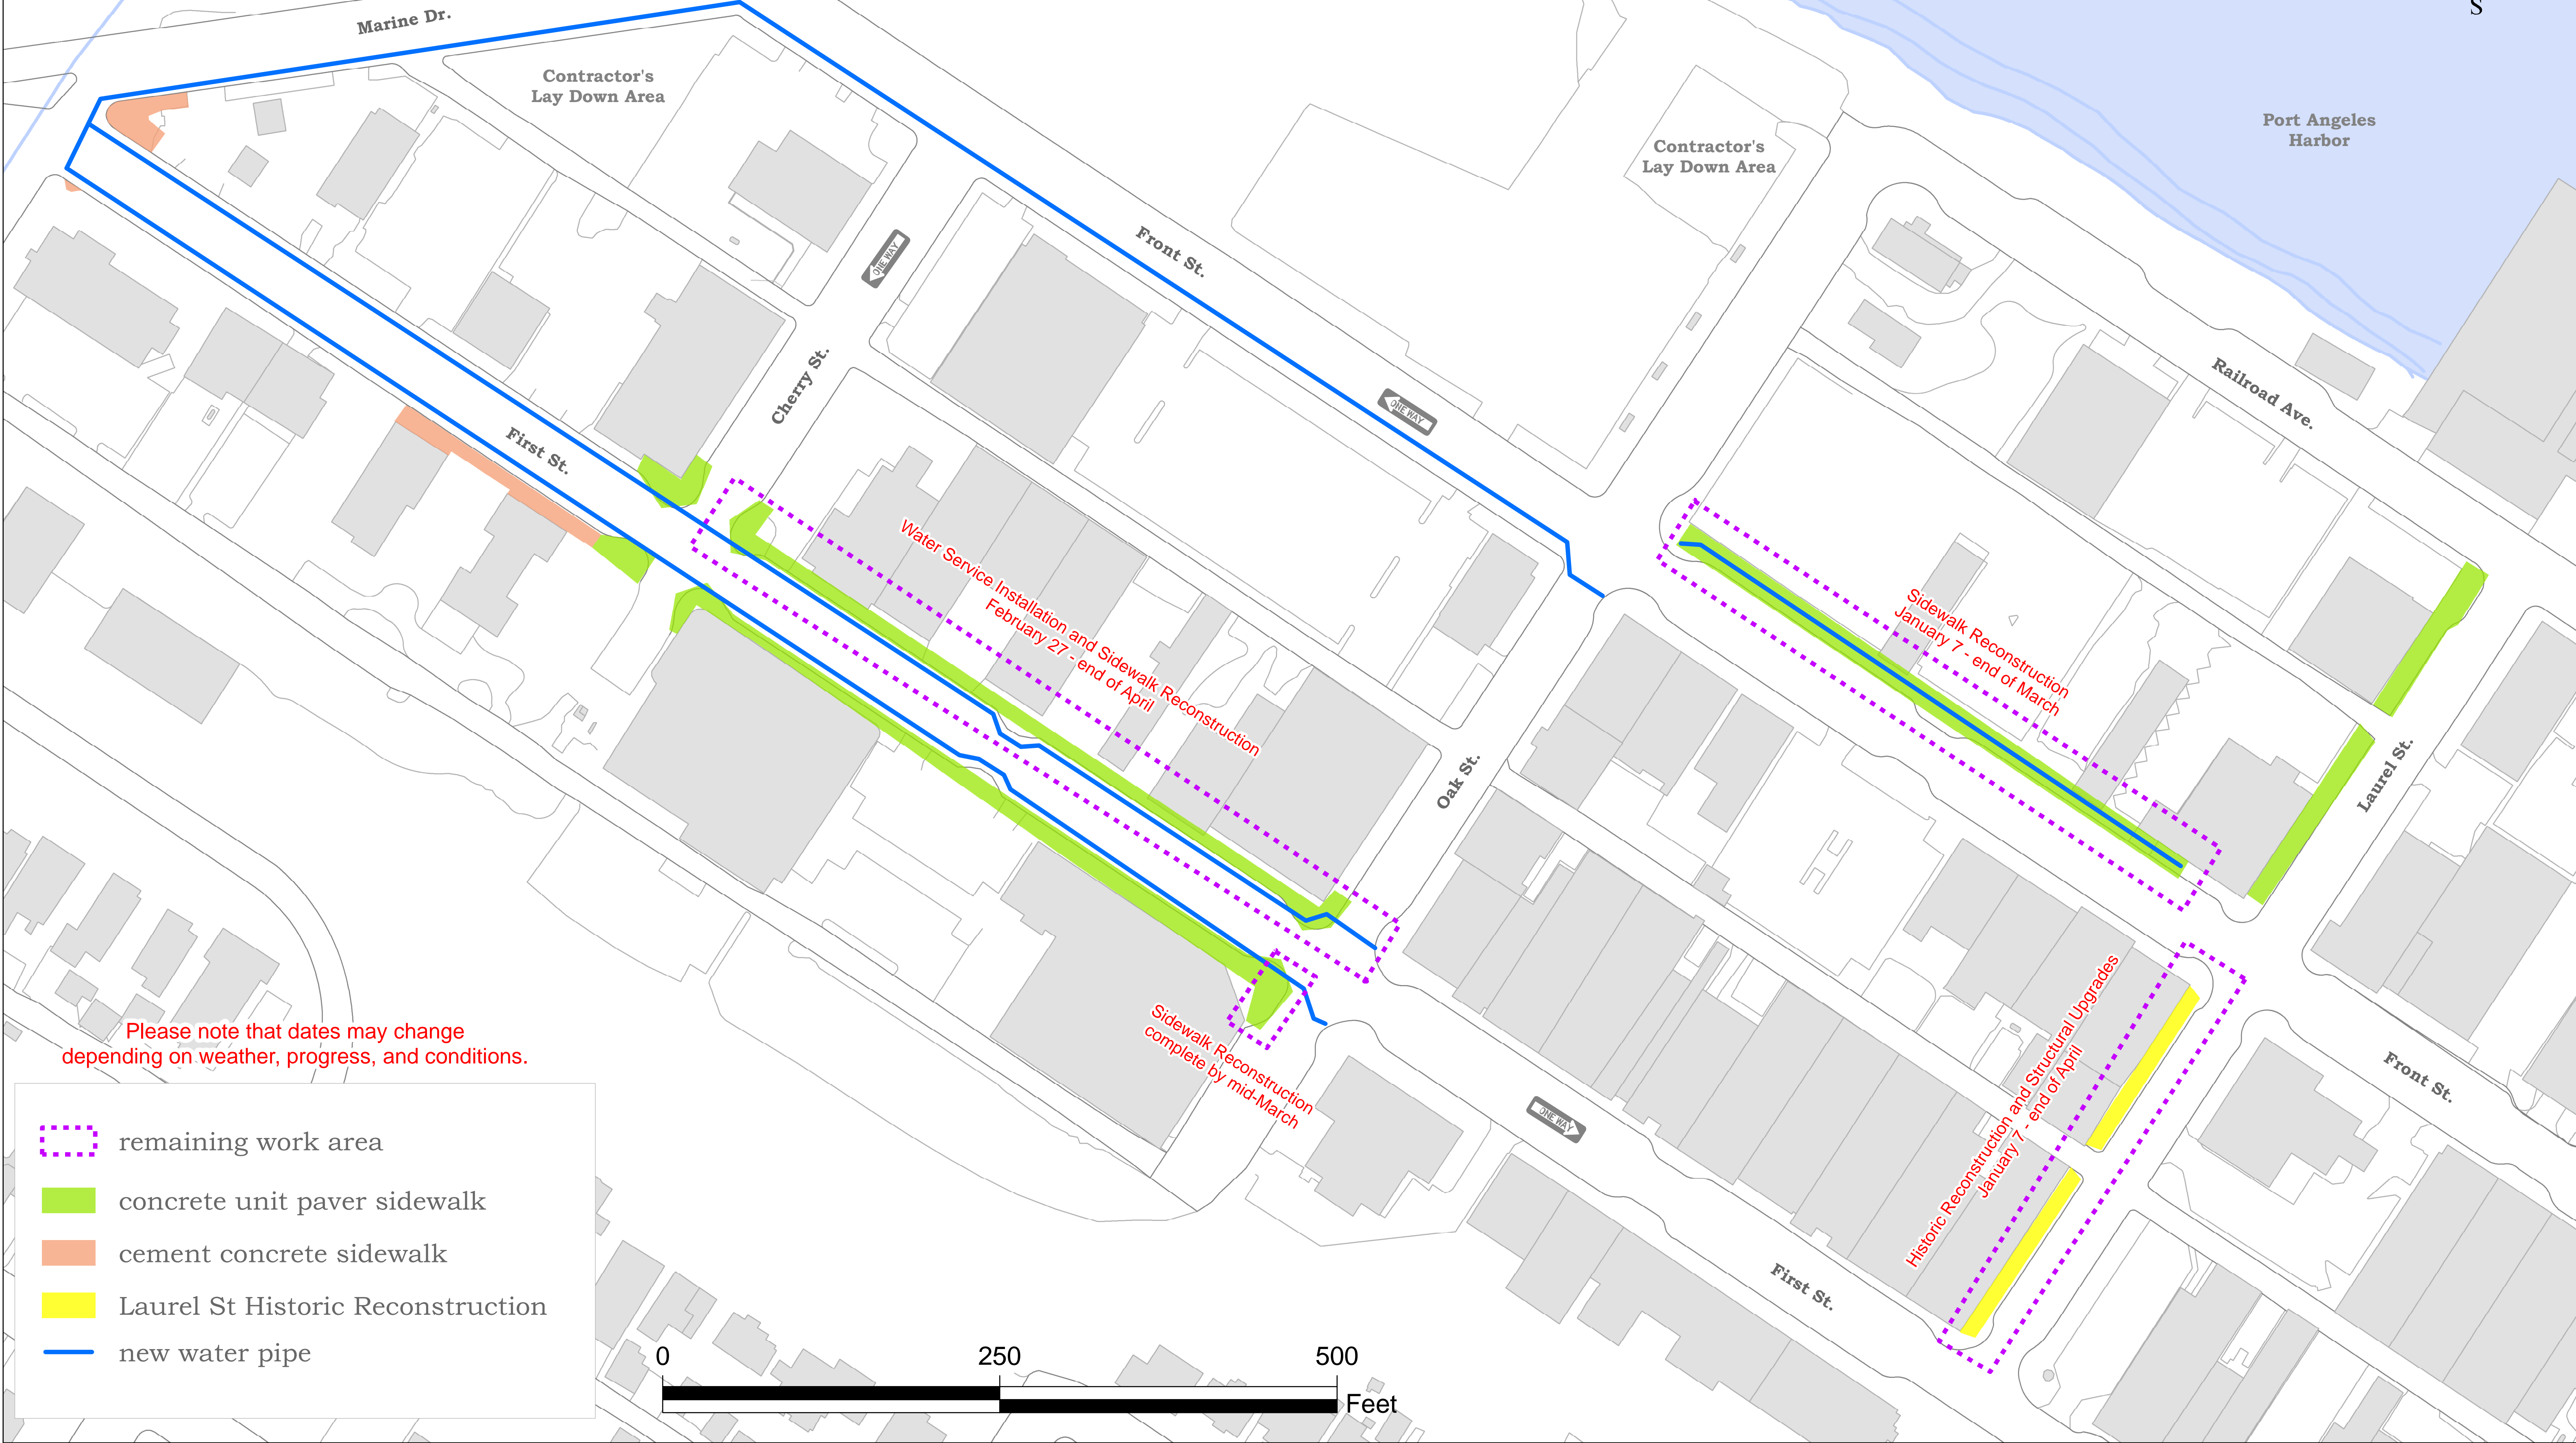 S
Marine Dr.
Contractor's
Lay Down Area
Port Angeles
Harbor
Contractor's
Lay Down Area
Front St.
ONE WAY
Cherry St.
ONE WAY
Railroad Ave.
First St.
Water Service Installation and Sidewalk Reconstruction
February 27 - end of April
Sidewalk Reconstruction
January 7 - end of March
Oak St.
Laurel St.
Sidewalk Reconstruction
complete by mid-March
Historic Reconstruction and Structural Upgrades
January 7 - end of April
Front St.
ONE WAY
First St.
Please note that dates may change
depending on weather, progress, and conditions.
remaining work area
concrete unit paver sidewalk
cement concrete sidewalk
Laurel St Historic Reconstruction
new water pipe
0 250 500
Feet